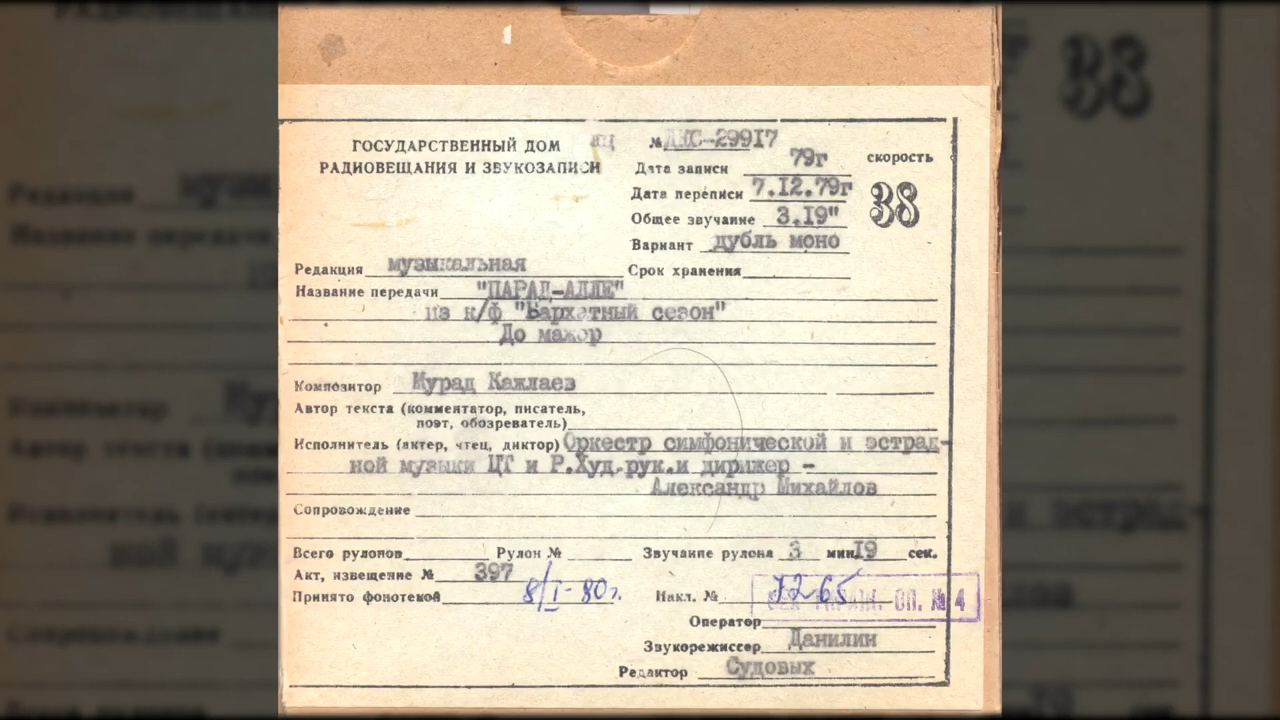 ГОСУДАРСТВЕННЫЙ ДОМ
РАДИОВЕЩАНИЯ И ЗВУКОЗАПИСИ
№ ДКС-29917
Дата записи 79г
Дата переписи 7.12.79г
Общее звучание 3.19"
Вариант дубль моно
скорость
38
Редакция музыкальная Срок хранения
Название передачи "ПАРАД-АЛЛЕ"
из к/ф "Бархатный сезон"
До мажор
Композитор Мурад Кажлаев
Автор текста (комментатор, писатель,
поэт, обозреватель)
Исполнитель (актер, чтец, диктор) Оркестр симфонической и эстрад-
ной музыки ЦТ и Р.Худ.рук.и дирижер -
Александр Михайлов
Сопровождение
Всего рулонов Рулон № Звучание рулона 3 мин 19 сек.
Акт, извещение № 397
Принято фонотекой 8/I-80г. Накл. № 7265
ОП. № 4
Оператор
Звукорежиссер Данилин
Редактор Судовых